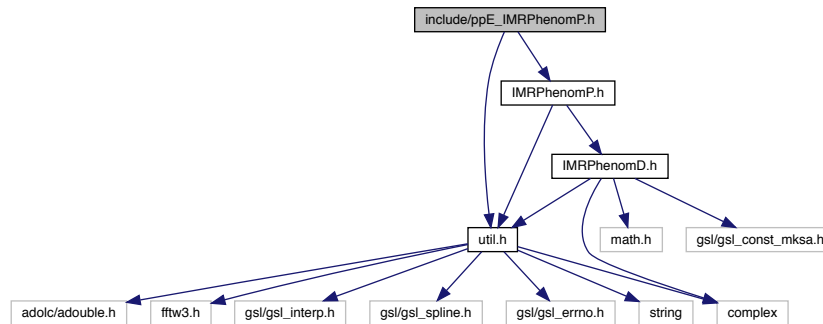 include/ppE_IMRPhenomP.h
IMRPhenomP.h
IMRPhenomD.h
util.h
math.h
gsl/gsl_const_mksa.h
adolc/adouble.h
fftw3.h
gsl/gsl_interp.h
gsl/gsl_spline.h
gsl/gsl_errno.h
string
complex